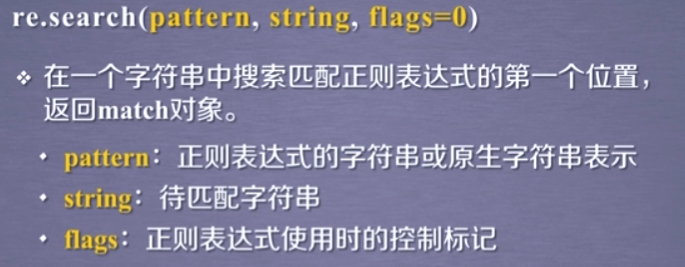 re.search(pattern, string, flags=0)
❖ 在一个字符串中搜索匹配正则表达式的第一个位置，
返回match对象。
• pattern：正则表达式的字符串或原生字符串表示
• string：待匹配字符串
• flags：正则表达式使用时的控制标记